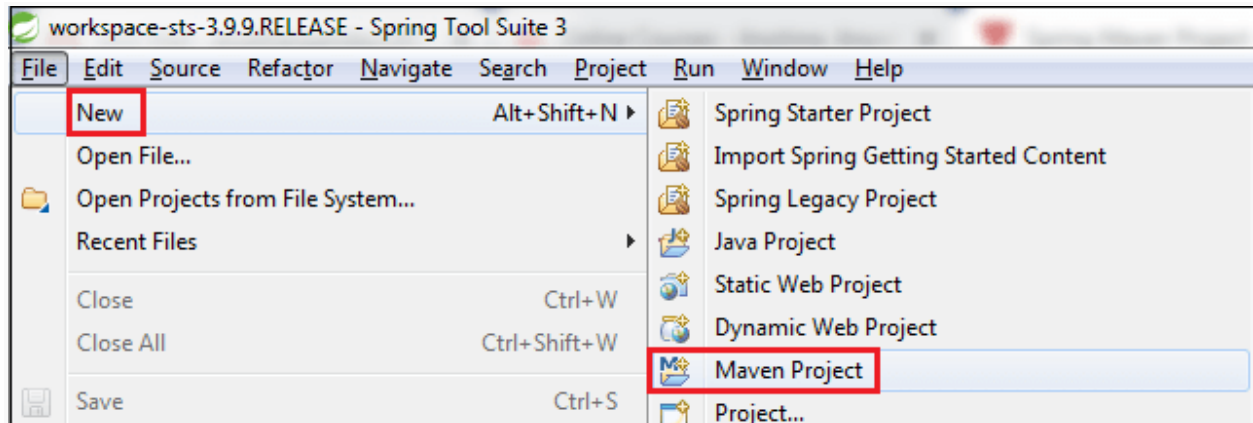 workspace-sts-3.9.9.RELEASE - Spring Tool Suite 3
File Edit Source Refactor Navigate Search Project Run Window Help
New Alt+Shift+N
Open File...
Open Projects from File System...
Recent Files
Close Ctrl+W
Close All Ctrl+Shift+W
Save Ctrl+S
Spring Starter Project
Import Spring Getting Started Content
Spring Legacy Project
Java Project
Static Web Project
Dynamic Web Project
Maven Project
Project...